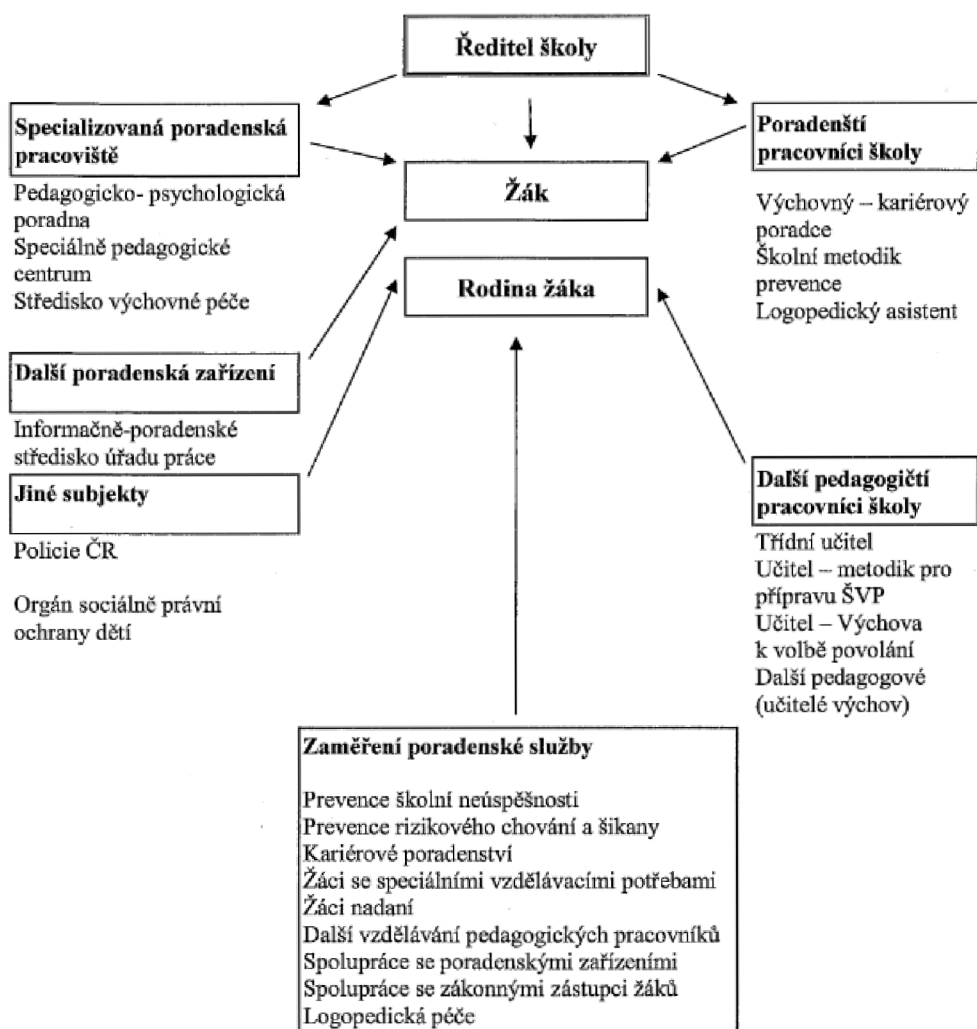 Ředitel školy
Specializovaná poradenská
pracoviště
Pedagogicko- psychologická
poradna
Speciálně pedagogické
centrum
Středisko výchovné péče
Žák
Rodina žáka
Poradenští
pracovníci školy
Výchovný – kariérový
poradce
Školní metodik
prevence
Logopedický asistent
Další poradenská zařízení
Informačně-poradenské
středisko úřadu práce
Jiné subjekty
Policie ČR
Orgán sociálně právní
ochrany dětí
Další pedagogičtí
pracovníci školy
Třídní učitel
Učitel – metodik pro
přípravu ŠVP
Učitel – Výchova
k volbě povolání
Další pedagogové
(učitelé výchov)
Zaměření poradenské služby
Prevence školní neúspěšnosti
Prevence rizikového chování a šikany
Kariérové poradenství
Žáci se speciálními vzdělávacími potřebami
Žáci nadaní
Další vzdělávání pedagogických pracovníků
Spolupráce se poradenskými zařízeními
Spolupráce se zákonnými zástupci žáků
Logopedická péče